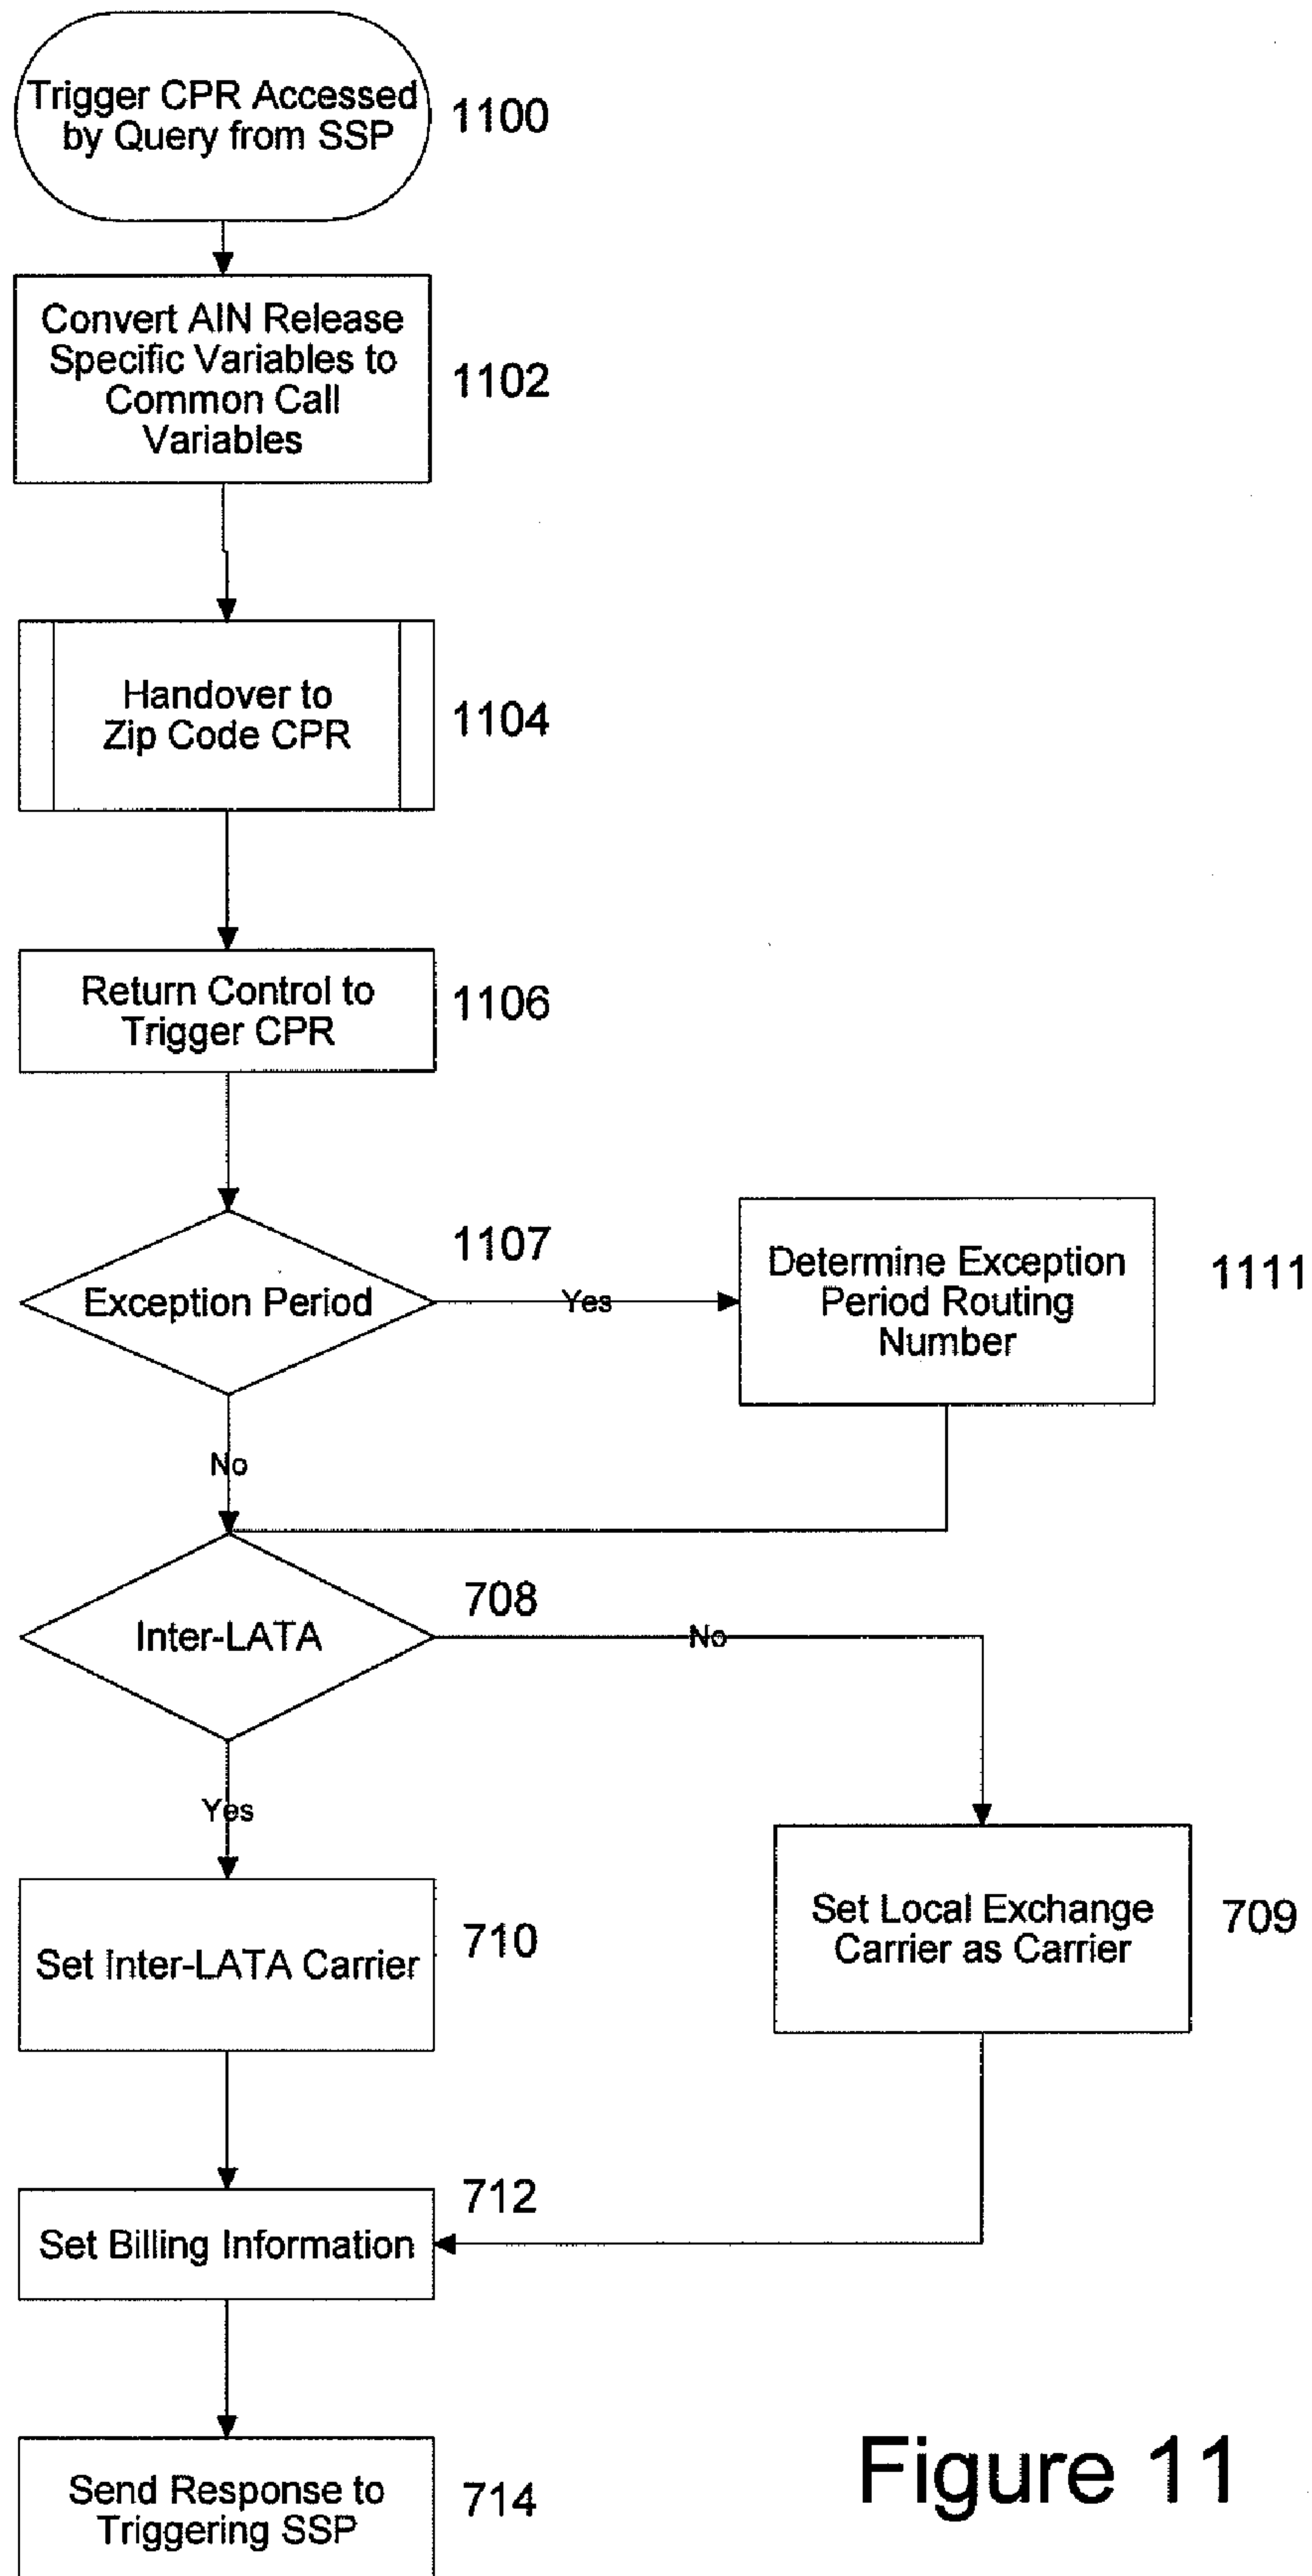 Trigger CPR Accessed
by Query from SSP
1100
Convert AIN Release
Specific Variables to
Common Call
Variables
1102
Handover to
Zip Code CPR
1104
Return Control to
Trigger CPR
1106
Exception Period
1107
Yes
Determine Exception
Period Routing
Number
1111
No
Inter-LATA
708
No
Yes
Set Inter-LATA Carrier
710
Set Local Exchange
Carrier as Carrier
709
Set Billing Information
712
Send Response to
Triggering SSP
714
Figure 11